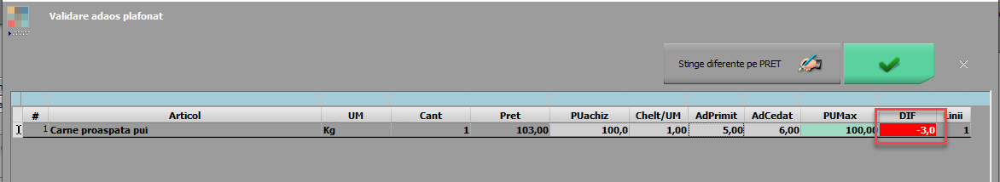 Validare adaos plafonat
Stinge diferente pe PRET
# Articol UM Cant Pret PUachiz Chelt/UM AdPrimit AdCedat PUMax DIF Linii
1 Carne proaspata pui Kg 1 103,00 100,0 1,00 5,00 6,00 100,00 -3,0 1